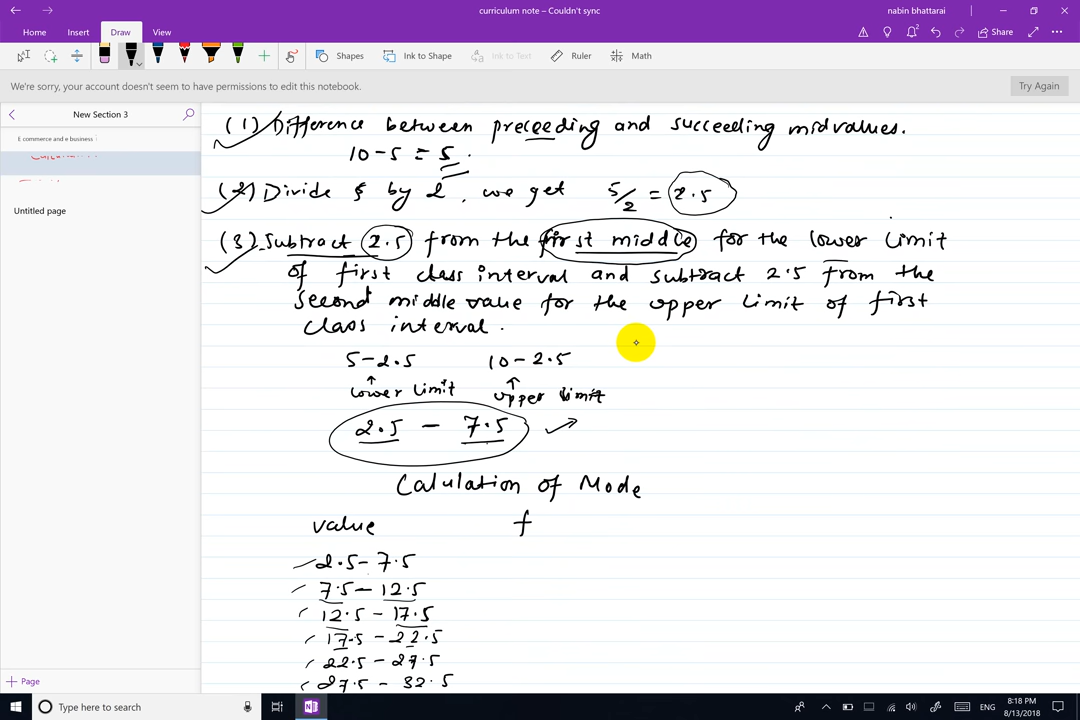 curriculum note – Couldn't sync
nabin bhattarai
Home Insert Draw View
Share
Shapes Ink to Shape Ink to Text Ruler Math
We're sorry, your account doesn't seem to have permissions to edit this notebook.
Try Again
New Section 3
E commerce and e business
Untitled page
Page
(1) Difference between preceeding and succeeding midvalues.
10-5 = 5.
(2) Divide 5 by 2, we get 5/2 = 2.5
(3) Subtract 2.5 from the first middle for the lower limit
of first class interval and subtract 2.5 from the
second middle value for the upper limit of first
class interval.
5-2.5 10-2.5
lower limit upper limit
2.5 - 7.5
Calulation of Mode
value f
2.5-7.5
7.5-12.5
12.5-17.5
17.5-22.5
22.5-27.5
27.5-32.5
Type here to search
ENG
8:18 PM
8/13/2018